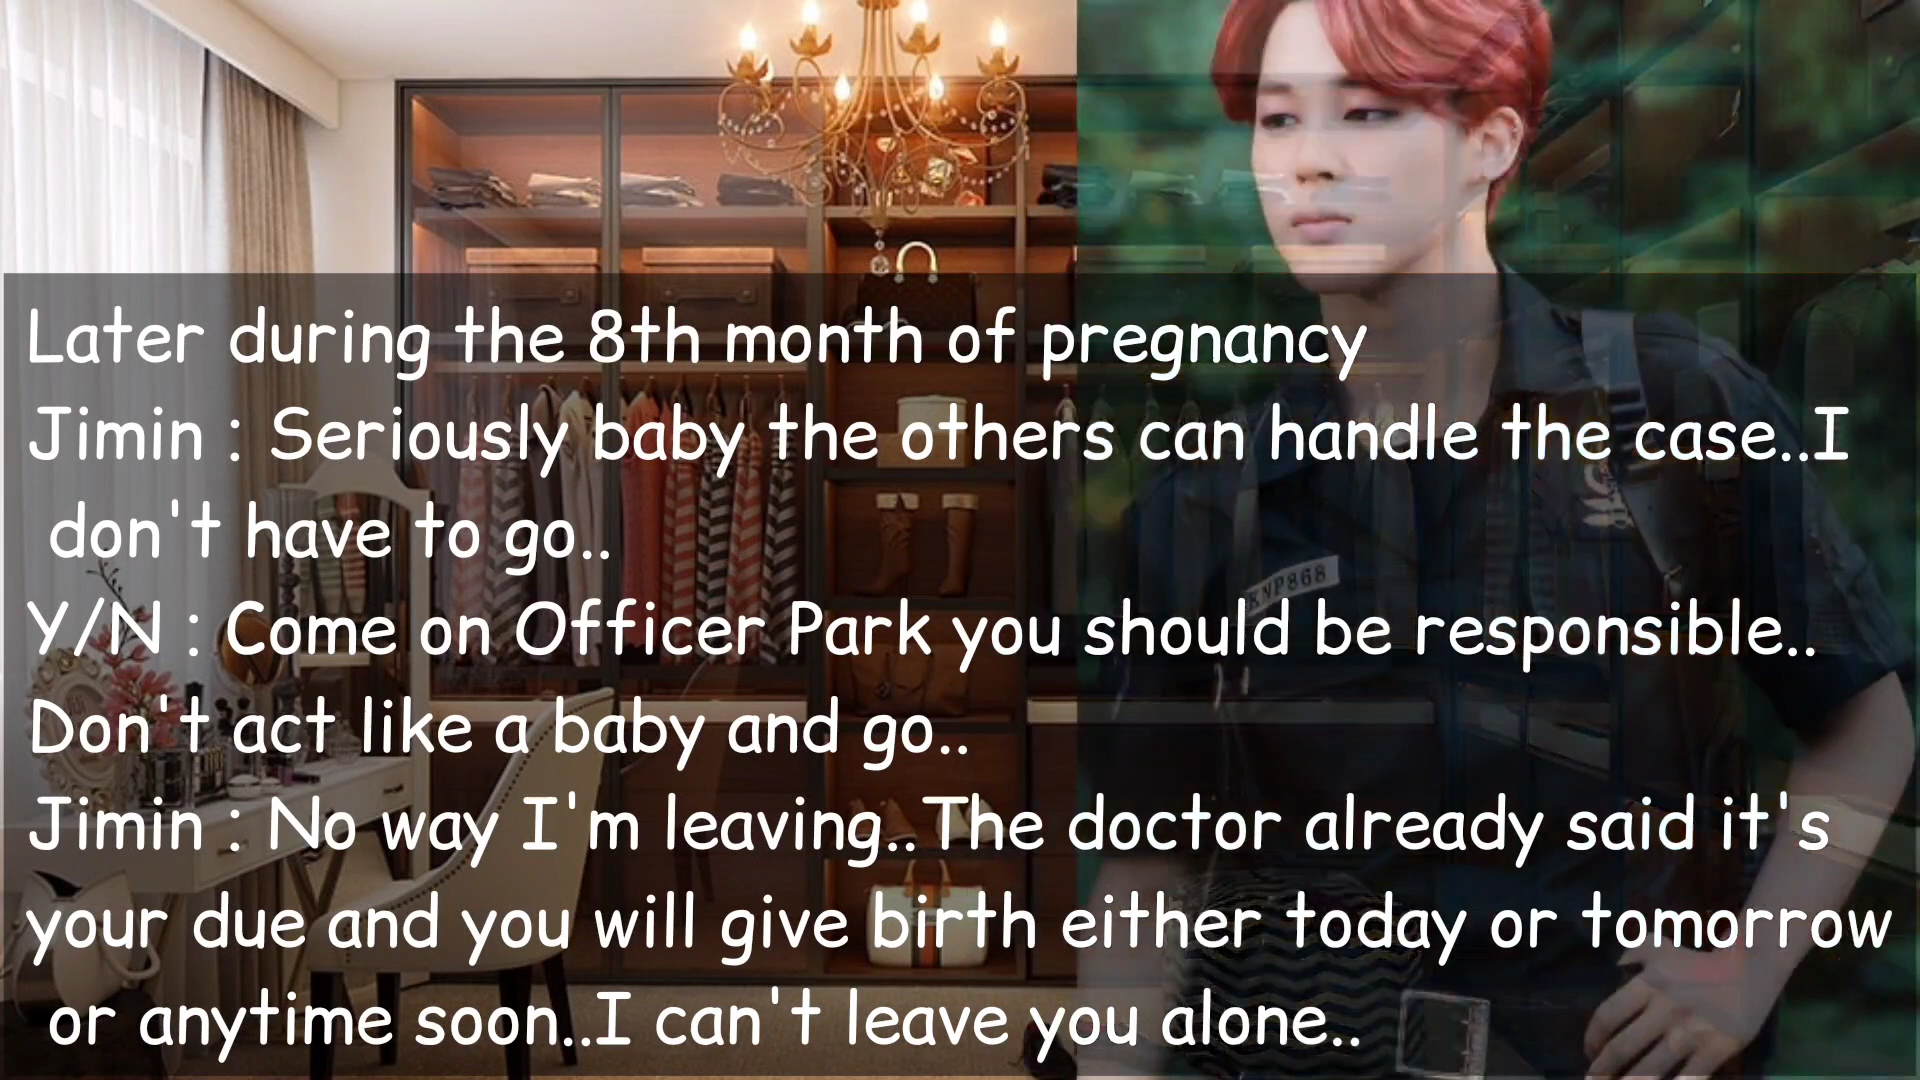 Later during the 8th month of pregnancy
Jimin : Seriously baby the others can handle the case..I
don't have to go..
Y/N : Come on Officer Park you should be responsible..
Don't act like a baby and go..
Jimin : No way I'm leaving..The doctor already said it's
your due and you will give birth either today or tomorrow
or anytime soon..I can't leave you alone..
KNP868